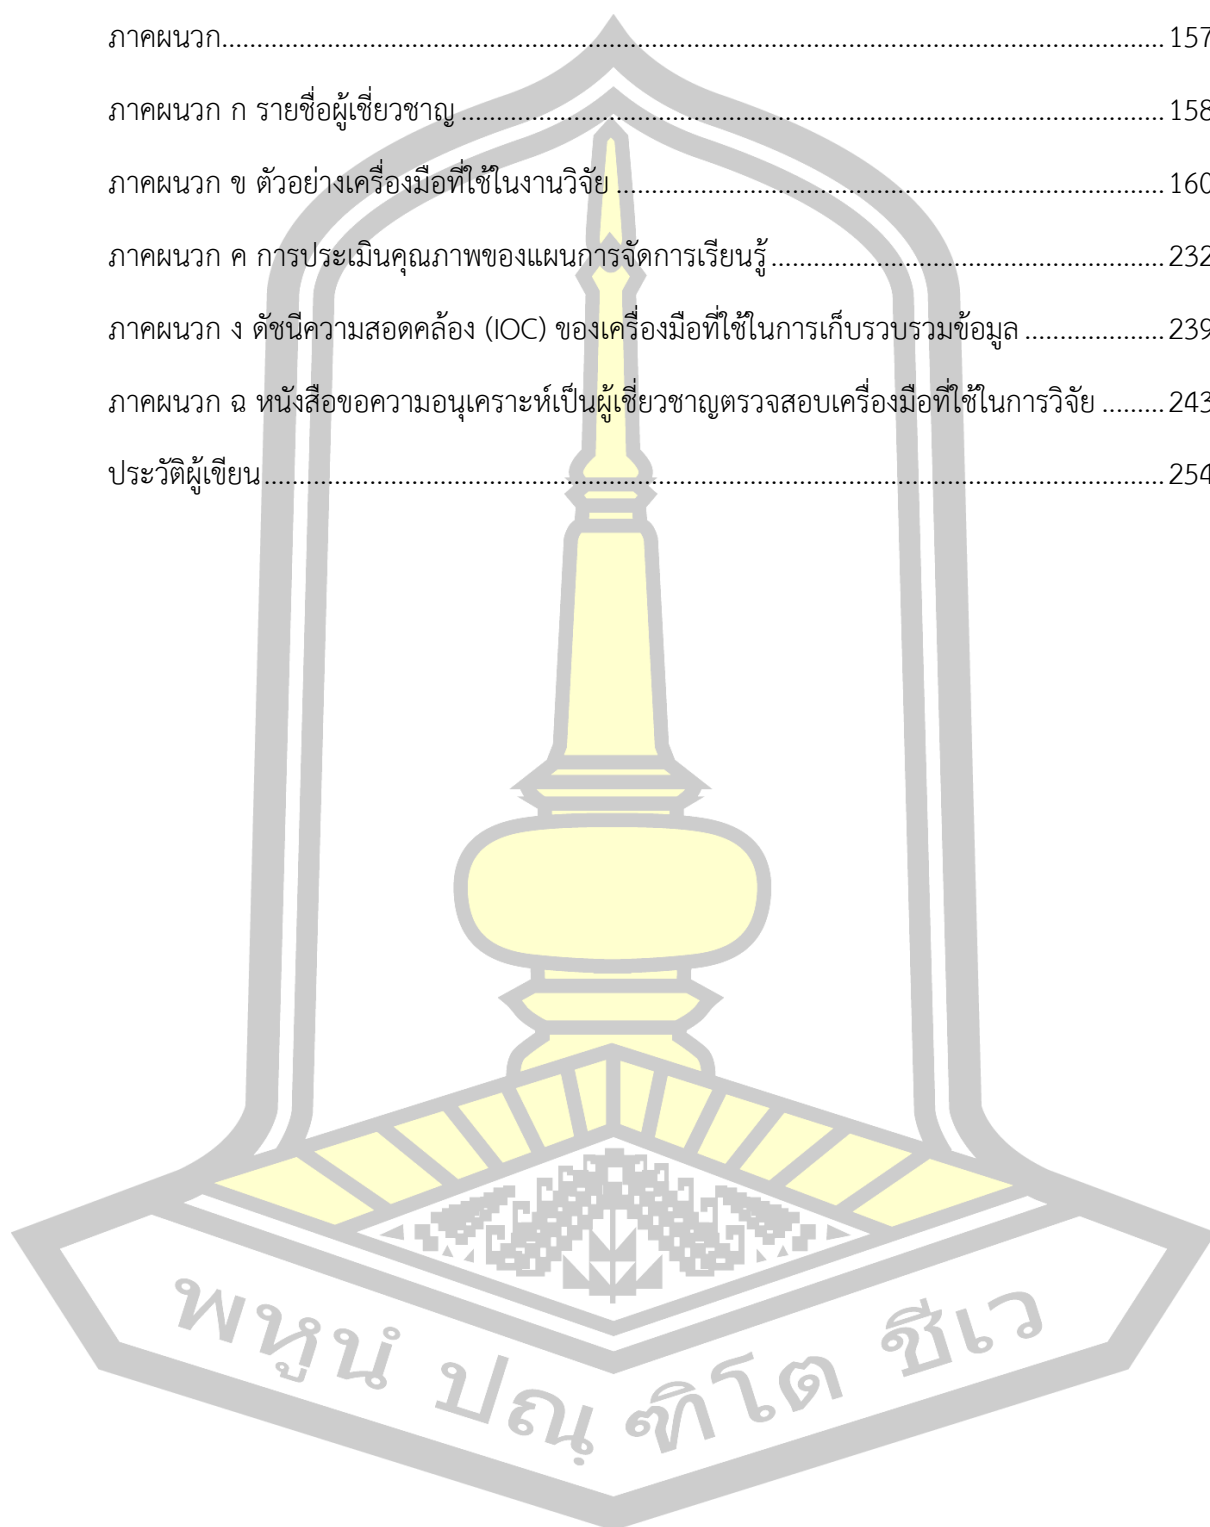 ภาคผนวก.................................................................................................................................... 157
ภาคผนวก ก รายชื่อผู้เชี่ยวชาญ .................................................................................................. 158
ภาคผนวก ข ตัวอย่างเครื่องมือที่ใช้ในงานวิจัย ............................................................................. 160
ภาคผนวก ค การประเมินคุณภาพของแผนการจัดการเรียนรู้ ....................................................... 232
ภาคผนวก ง ดัชนีความสอดคล้อง (IOC) ของเครื่องมือที่ใช้ในการเก็บรวบรวมข้อมูล .................... 239
ภาคผนวก ฉ หนังสือขอความอนุเคราะห์เป็นผู้เชี่ยวชาญตรวจสอบเครื่องมือที่ใช้ในการวิจัย ......... 243
ประวัติผู้เขียน ............................................................................................................................. 254
พหูนํ ปณฺฑิโต ชีเว